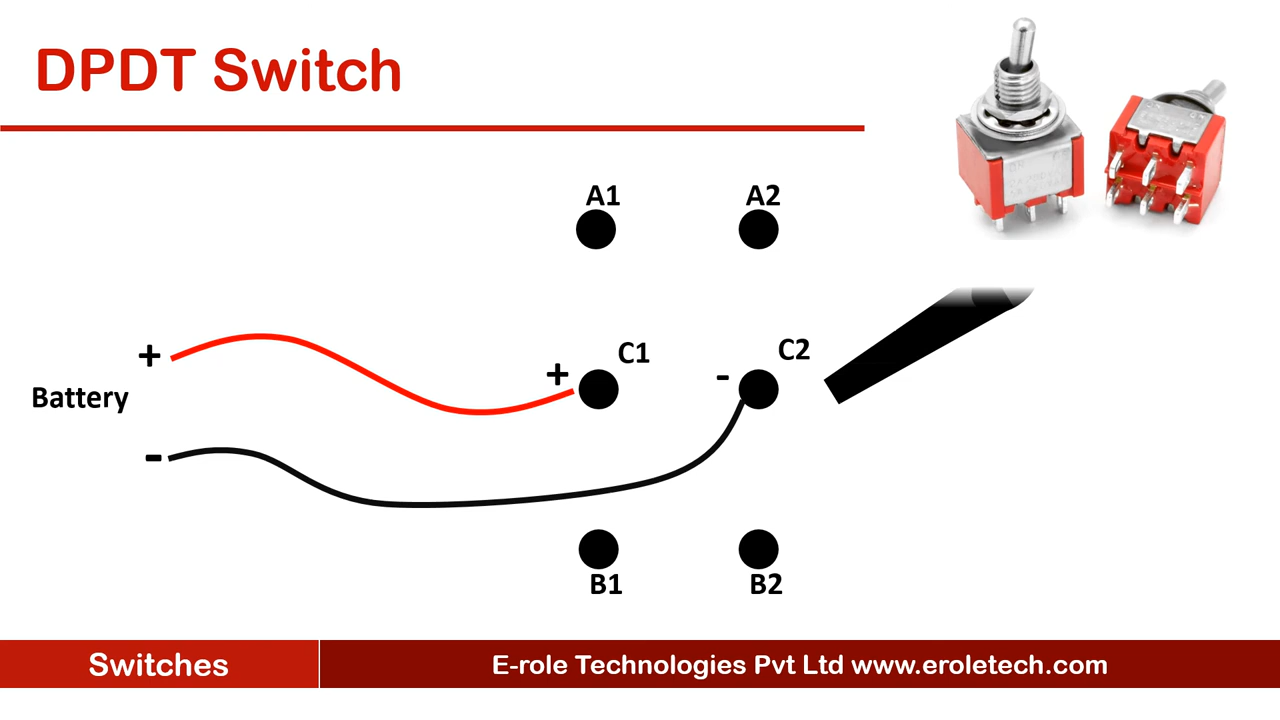 DPDT Switch
A1 A2
C1 C2
+ + -
Battery
-
B1 B2
Switches
E-role Technologies Pvt Ltd www.eroletech.com